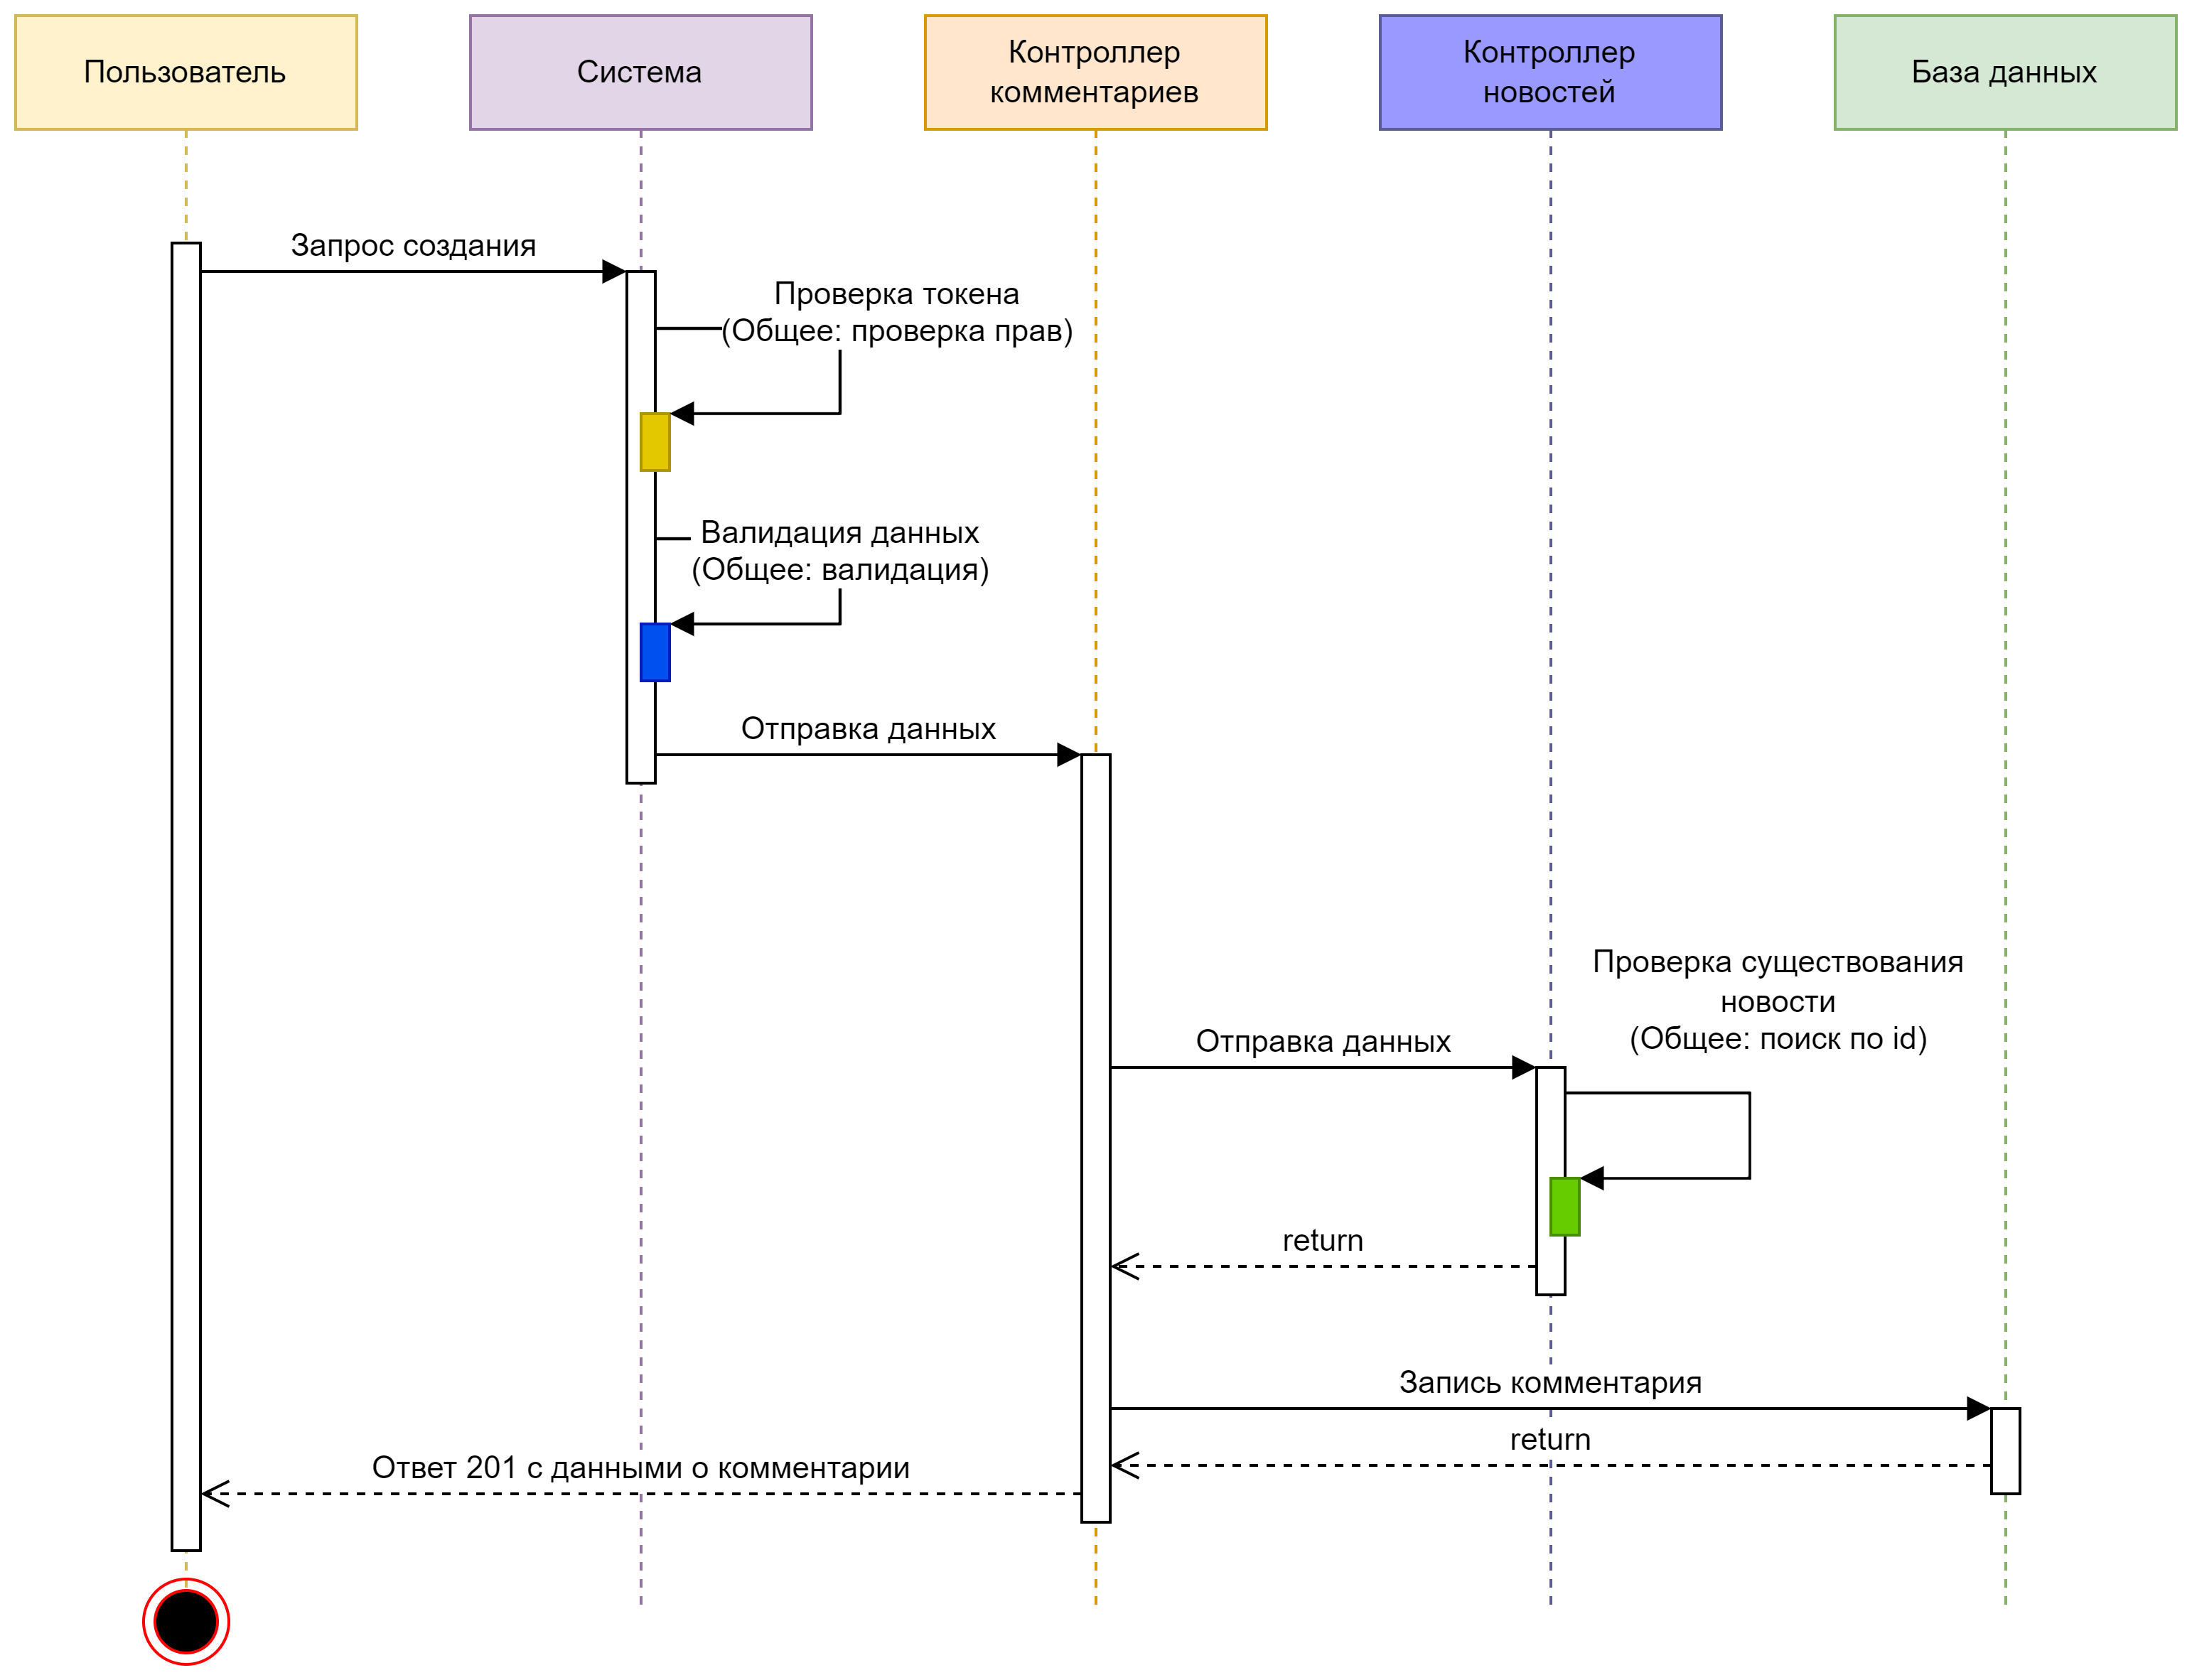 Пользователь
Система
Контроллер
комментариев
Контроллер
новостей
База данных
Запрос создания
Проверка токена
(Общее: проверка прав)
Валидация данных
(Общее: валидация)
Отправка данных
Проверка существования
новости
(Общее: поиск по id)
Отправка данных
return
Запись комментария
return
Ответ 201 с данными о комментарии